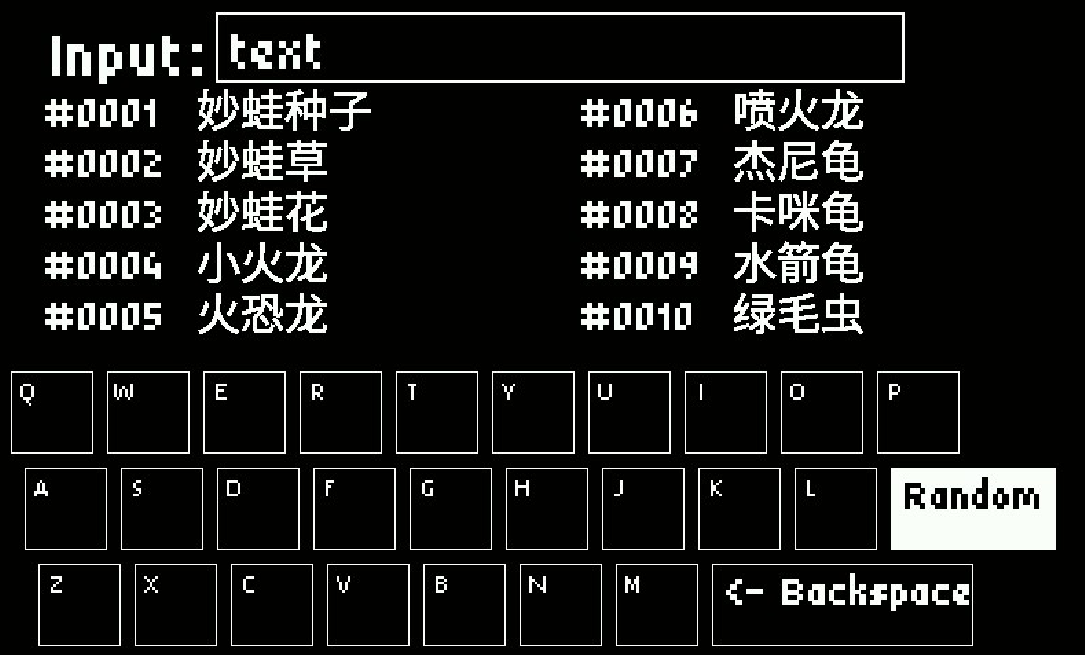 Input: text
#0001 妙蛙种子 #0006 喷火龙
#0002 妙蛙草 #0007 杰尼龟
#0003 妙蛙花 #0008 卡咪龟
#0004 小火龙 #0009 水箭龟
#0005 火恐龙 #0010 绿毛虫
Q W E R T Y U I O P
A S D F G H J K L Random
Z X C V B N M <- Backspace